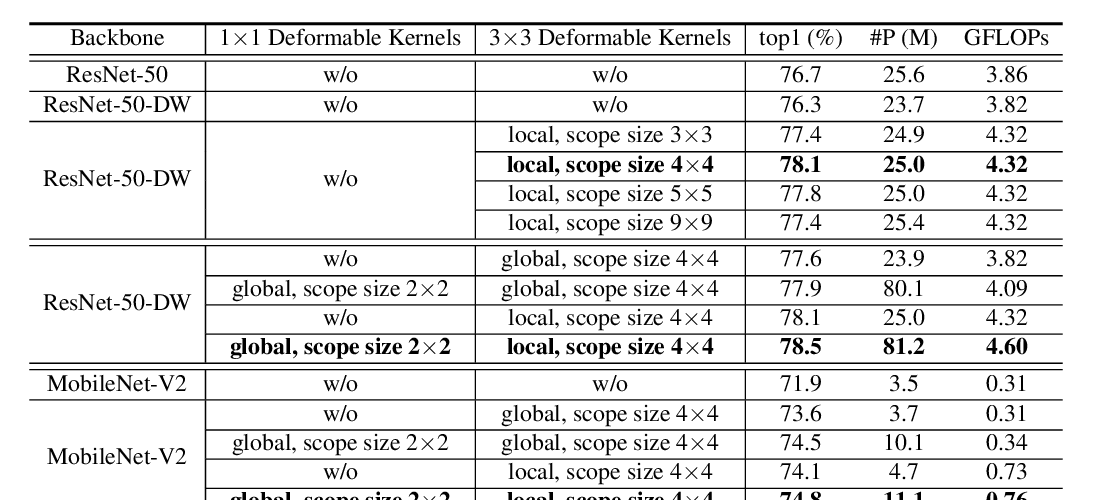 Backbone 1×1 Deformable Kernels 3×3 Deformable Kernels top1 (%) #P (M) GFLOPs
ResNet-50 w/o w/o 76.7 25.6 3.86
ResNet-50-DW w/o w/o 76.3 23.7 3.82
local, scope size 3×3 77.4 24.9 4.32
local, scope size 4×4 78.1 25.0 4.32
ResNet-50-DW w/o
local, scope size 5×5 77.8 25.0 4.32
local, scope size 9×9 77.4 25.4 4.32
w/o global, scope size 4×4 77.6 23.9 3.82
global, scope size 2×2 global, scope size 4×4 77.9 80.1 4.09
ResNet-50-DW
w/o local, scope size 4×4 78.1 25.0 4.32
global, scope size 2×2 local, scope size 4×4 78.5 81.2 4.60
MobileNet-V2 w/o w/o 71.9 3.5 0.31
w/o global, scope size 4×4 73.6 3.7 0.31
global, scope size 2×2 global, scope size 4×4 74.5 10.1 0.34
MobileNet-V2
w/o local, scope size 4×4 74.1 4.7 0.73
global, scope size 2×2 local, scope size 4×4 74.8 11.1 0.76